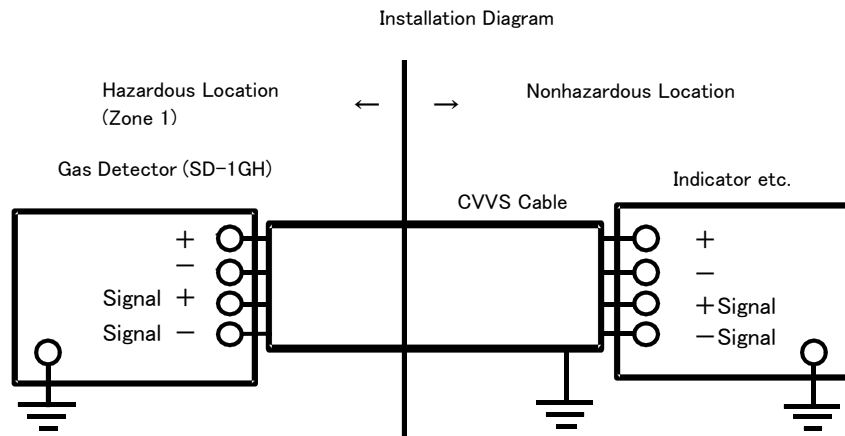 Installation Diagram
Hazardous Location
(Zone 1)
← →
Nonhazardous Location
Gas Detector (SD-1GH)
CVVS Cable
Indicator etc.
+
−
Signal +
Signal −
+
−
+Signal
−Signal